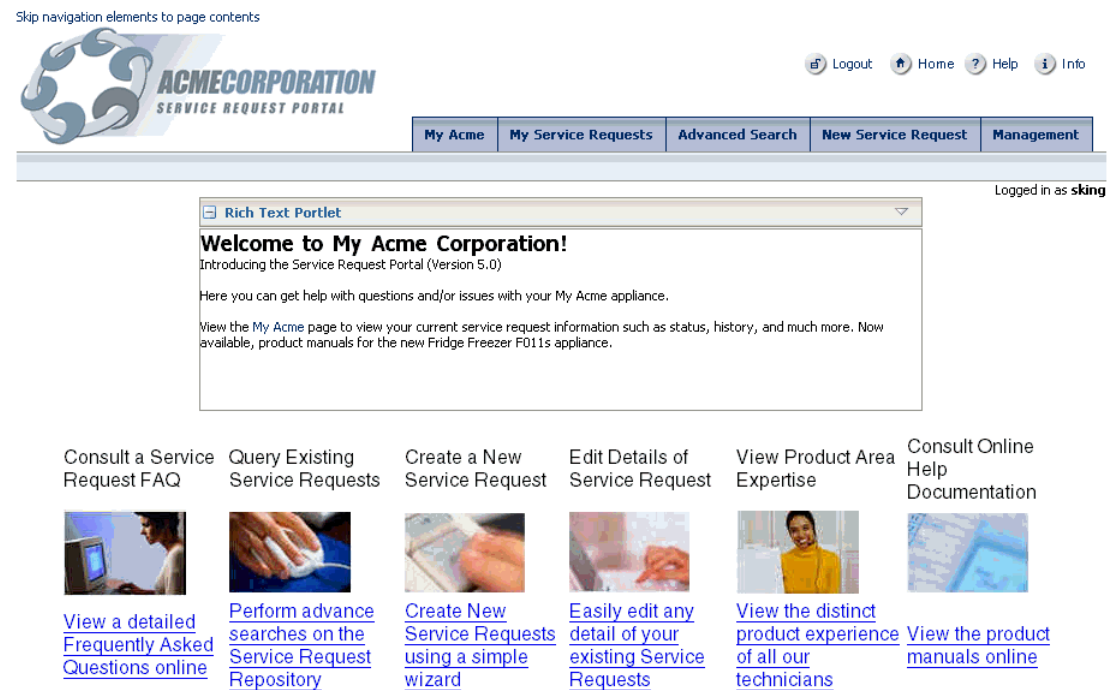 Skip navigation elements to page contents
ACMECORPORATION
SERVICE REQUEST PORTAL
Logout Home ? Help i Info
My Acme My Service Requests Advanced Search New Service Request Management
Logged in as sking
Rich Text Portlet
Welcome to My Acme Corporation!
Introducing the Service Request Portal (Version 5.0)
Here you can get help with questions and/or issues with your My Acme appliance.
View the My Acme page to view your current service request information such as status, history, and much more. Now
available, product manuals for the new Fridge Freezer F011s appliance.
Consult a Service
Request FAQ
Query Existing
Service Requests
Create a New
Service Request
Edit Details of
Service Request
View Product Area
Expertise
Consult Online
Help
Documentation
View a detailed
Frequently Asked
Questions online
Perform advance
searches on the
Service Request
Repository
Create New
Service Requests
using a simple
wizard
Easily edit any
detail of your
existing Service
Requests
View the distinct
product experience
of all our
technicians
View the product
manuals online